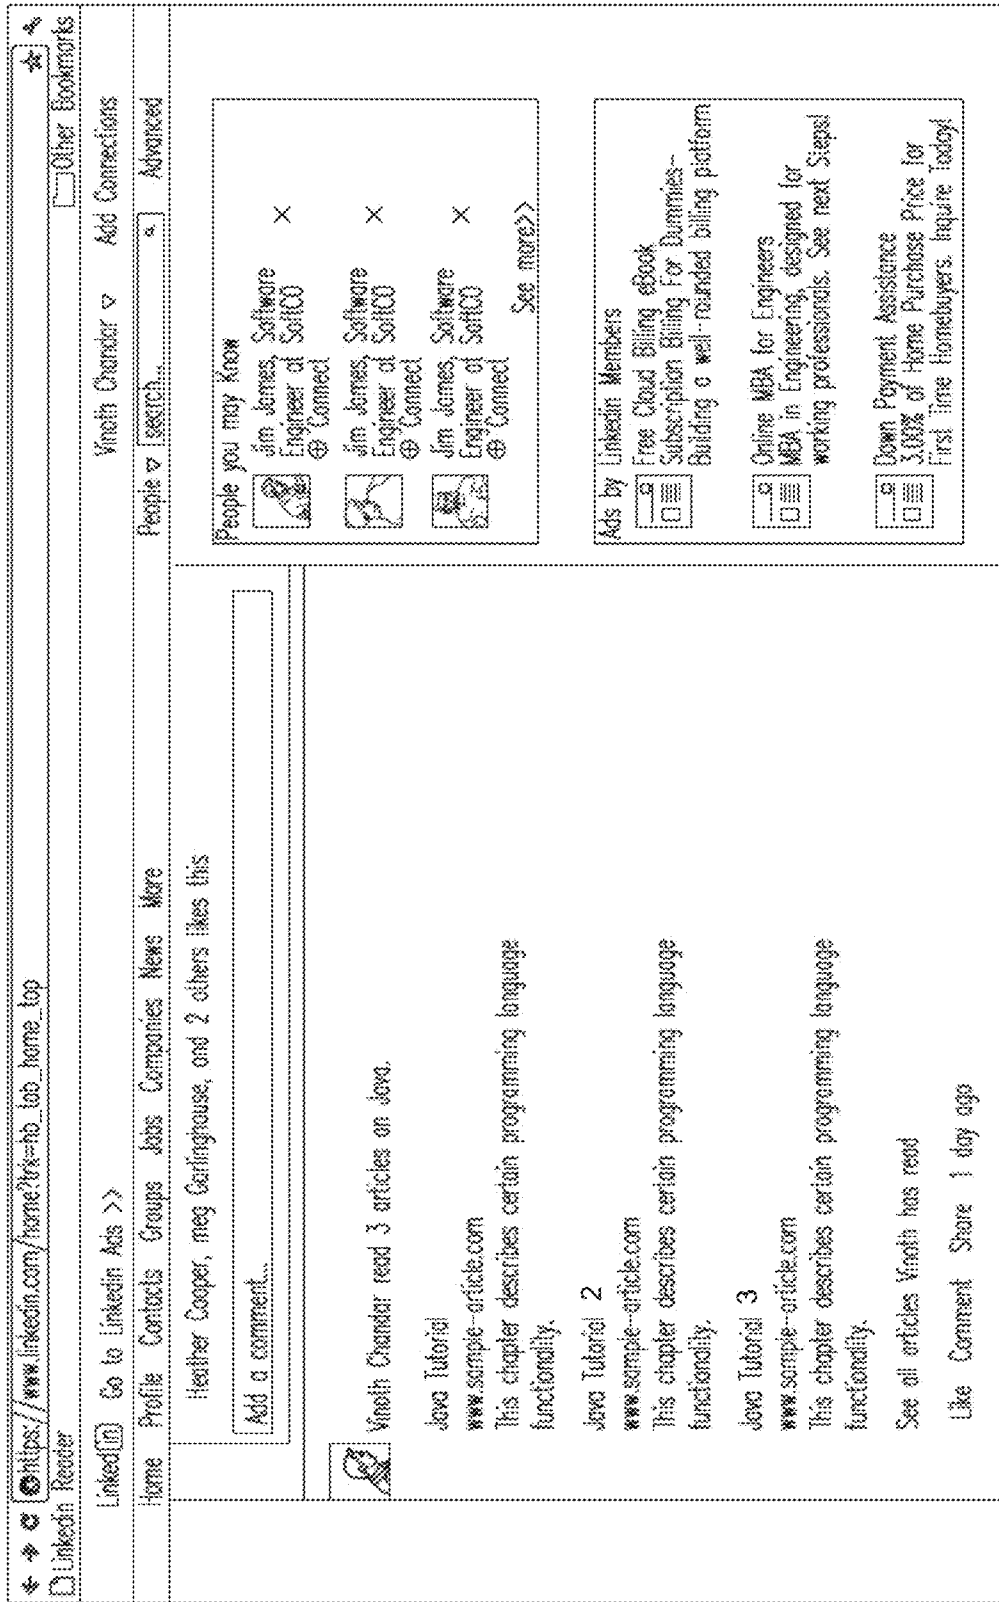 https://www.linkedin.com/home?trk=hb_tab_home_top
LinkedIn Reader
Other Bookmarks
Linked in Go to Linkedin Ads >>
Vinoth Chandar ▽ Add Connections
Home Profile Contacts Groups Jobs Companies News More
People ▽ search... Advanced
Heather Cooper, meg Garlinghouse, and 2 others likes this
Add a comment...
Vinoth Chandar read 3 articles on Java.
Java Tutorial
www.sample-article.com
This chapter describes certain programming language
functionality.
Java Tutorial 2
www.sample-article.com
This chapter describes certain programming language
functionality.
Java Tutorial 3
www.sample-article.com
This chapter describes certain programming language
functionality.
See all articles Vinoth has read
Like Comment Share 1 day ago
People you may Know
Jim James, Software
Engineer at SoftCO
⊕ Connect
Jim James, Software
Engineer at SoftCO
⊕ Connect
Jim James, Software
Engineer at SoftCO
⊕ Connect
See more>>
Ads by Linkedin Members
Free Cloud Billing eBook
Subscription Billing For Dummies-
Building a well-rounded billing platform
Online MBA for Engineers
MBA in Engineering, designed for
working professionals. See next Steps!
Down Payment Assistance
3.00% of Home Purchase Price for
First Time Homebuyers. Inquire Today!